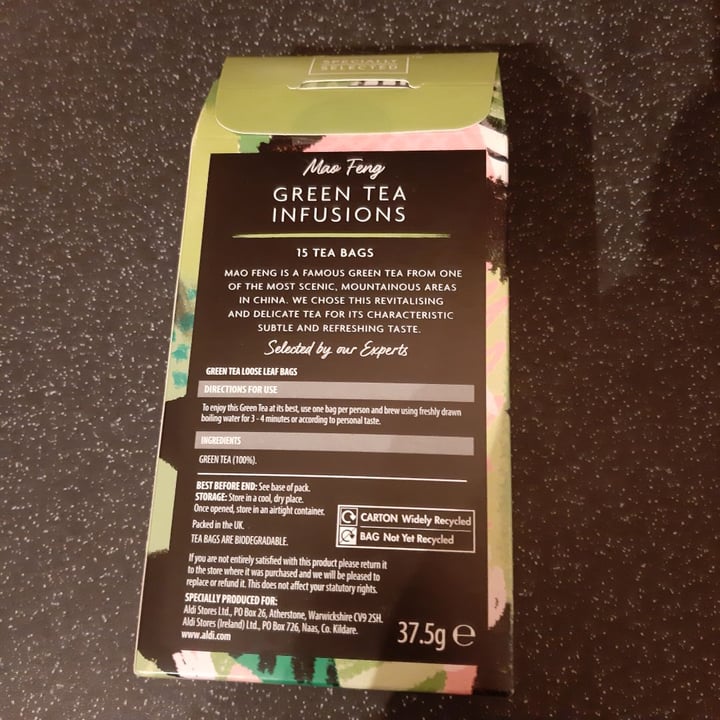 SPECIALLY
SELECTED
Mao Feng
GREEN TEA
INFUSIONS
15 TEA BAGS
MAO FENG IS A FAMOUS GREEN TEA FROM ONE
OF THE MOST SCENIC, MOUNTAINOUS AREAS
IN CHINA. WE CHOSE THIS REVITALISING
AND DELICATE TEA FOR ITS CHARACTERISTIC
SUBTLE AND REFRESHING TASTE.
Selected by our Experts
GREEN TEA LOOSE LEAF BAGS
DIRECTIONS FOR USE
To enjoy this Green Tea at its best, use one bag per person and brew using freshly drawn
boiling water for 3 - 4 minutes or according to personal taste.
INGREDIENTS
GREEN TEA (100%).
BEST BEFORE END: See base of pack.
STORAGE: Store in a cool, dry place.
Once opened, store in an airtight container.
Packed in the UK.
TEA BAGS ARE BIODEGRADABLE.
CARTON Widely Recycled
BAG Not Yet Recycled
If you are not entirely satisfied with this product please return it
to the store where it was purchased and we will be pleased to
replace or refund it. This does not affect your statutory rights.
SPECIALLY PRODUCED FOR:
Aldi Stores Ltd., PO Box 26, Atherstone, Warwickshire CV9 2SH.
Aldi Stores (Ireland) Ltd., PO Box 726, Naas, Co. Kildare.
www.aldi.com
37.5g ℮